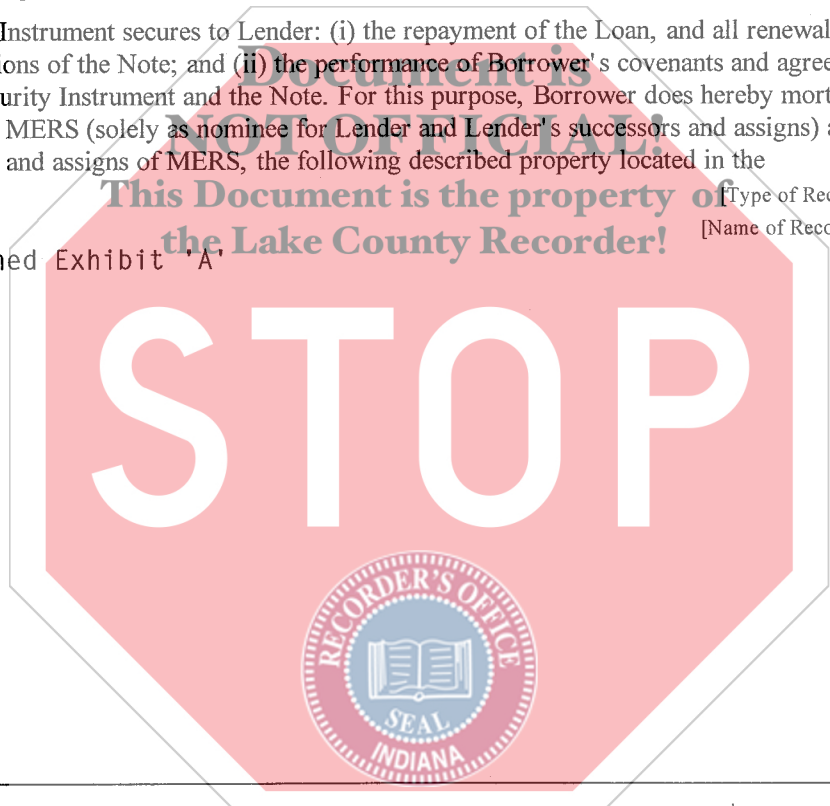 Instrument secures to Lender: (i) the repayment of the Loan, and all renewal
ions of the Note; and (ii) the performance of Borrower's covenants and agree
urity Instrument and the Note. For this purpose, Borrower does hereby mort
MERS (solely as nominee for Lender and Lender's successors and assigns) a
and assigns of MERS, the following described property located in the
[Type of Rec
[Name of Reco
ned Exhibit 'A'
Document is
NOT OFFICIAL!
This Document is the property of
the Lake County Recorder!
STOP
RECORDER'S OFFICE
SEAL
INDIANA